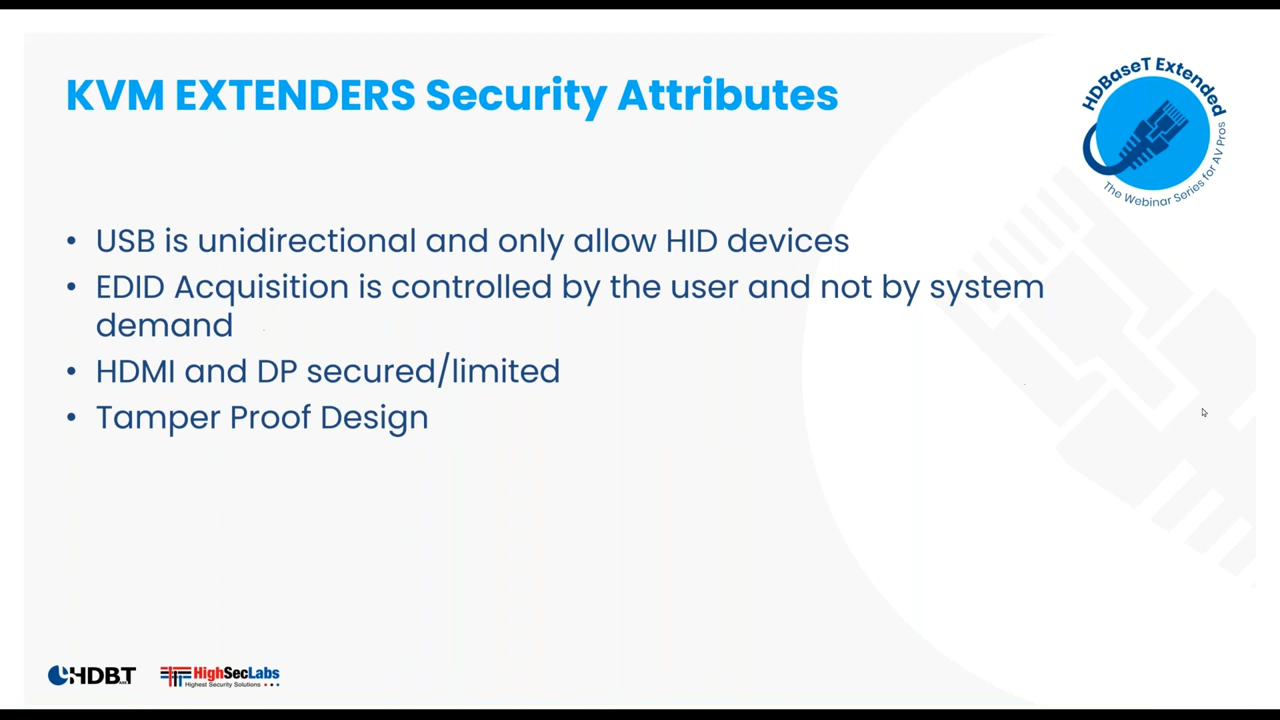 KVM EXTENDERS Security Attributes
HDBaseT Extended
The Webinar Series for AV Pros
• USB is unidirectional and only allow HID devices
• EDID Acquisition is controlled by the user and not by system
demand
• HDMI and DP secured/limited
• Tamper Proof Design
HDBT
HighSecLabs
Highest Security Solutions